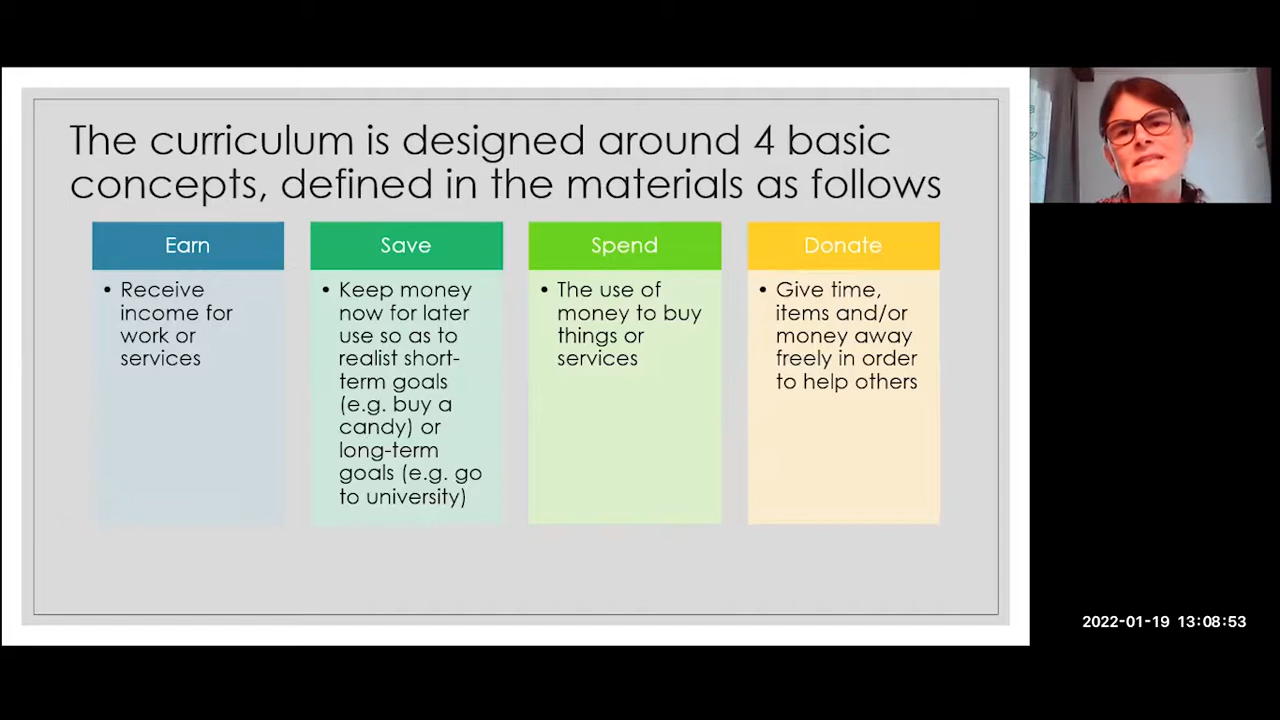 The curriculum is designed around 4 basic
concepts, defined in the materials as follows
Earn
• Receive
income for
work or
services
Save
• Keep money
now for later
use so as to
realist short-
term goals
(e.g. buy a
candy) or
long-term
goals (e.g. go
to university)
Spend
• The use of
money to buy
things or
services
Donate
• Give time,
items and/or
money away
freely in order
to help others
2022-01-19 13:08:53